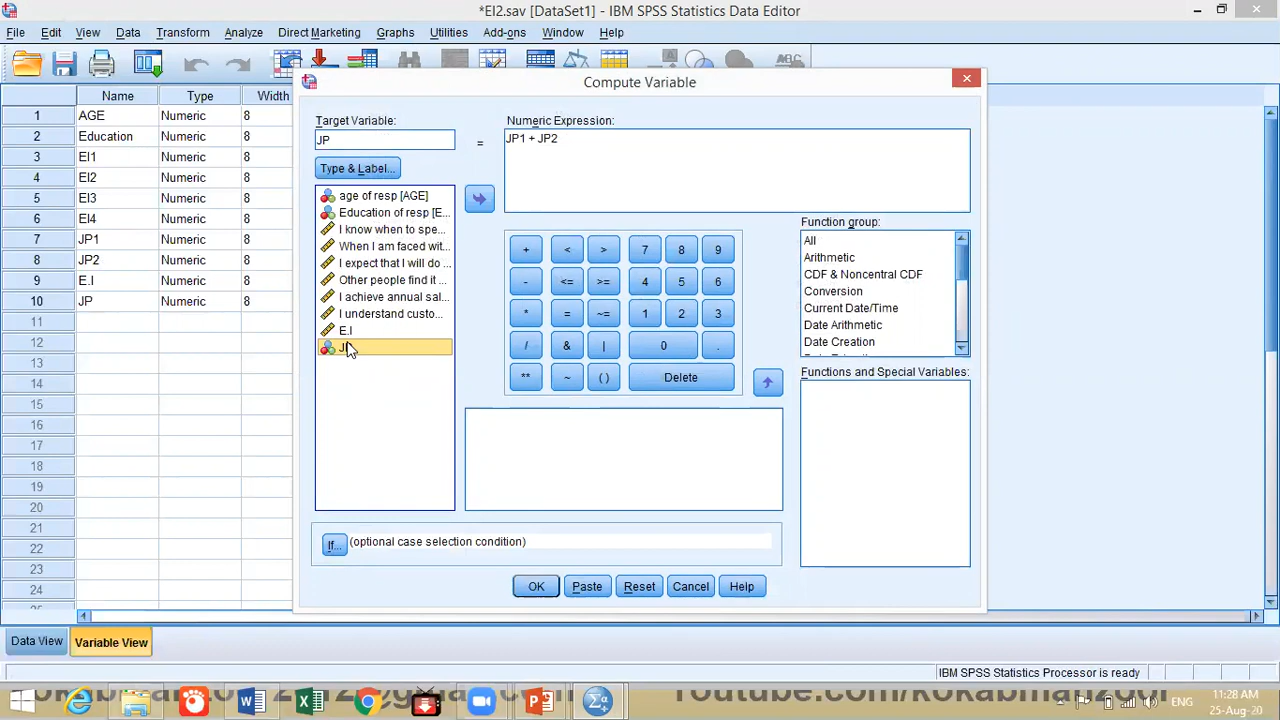 *EI2.sav [DataSet1] - IBM SPSS Statistics Data Editor
File Edit View Data Transform Analyze Direct Marketing Graphs Utilities Add-ons Window Help
Compute Variable
Name Type Width
1 AGE Numeric 8
2 Education Numeric 8
3 EI1 Numeric 8
4 EI2 Numeric 8
5 EI3 Numeric 8
6 EI4 Numeric 8
7 JP1 Numeric 8
8 JP2 Numeric 8
9 E.I Numeric 8
10 JP Numeric 8
11
12
13
14
15
16
17
18
19
20
21
22
23
24
Target Variable:
JP
=
Numeric Expression:
JP1 + JP2
Type & Label...
age of resp [AGE]
Education of resp [E...
I know when to spe...
When I am faced wit...
I expect that I will do ...
Other people find it ...
I achieve annual sal...
I understand custo...
E.I
+ < > 7 8 9
- <= >= 4 5 6
* = ~= 1 2 3
/ & | 0 .
** ~ ( ) Delete
Function group:
All
Arithmetic
CDF & Noncentral CDF
Conversion
Current Date/Time
Date Arithmetic
Date Creation
Functions and Special Variables:
If... (optional case selection condition)
OK Paste Reset Cancel Help
Data View Variable View
IBM SPSS Statistics Processor is ready
ENG
11:28 AM
25-Aug-20